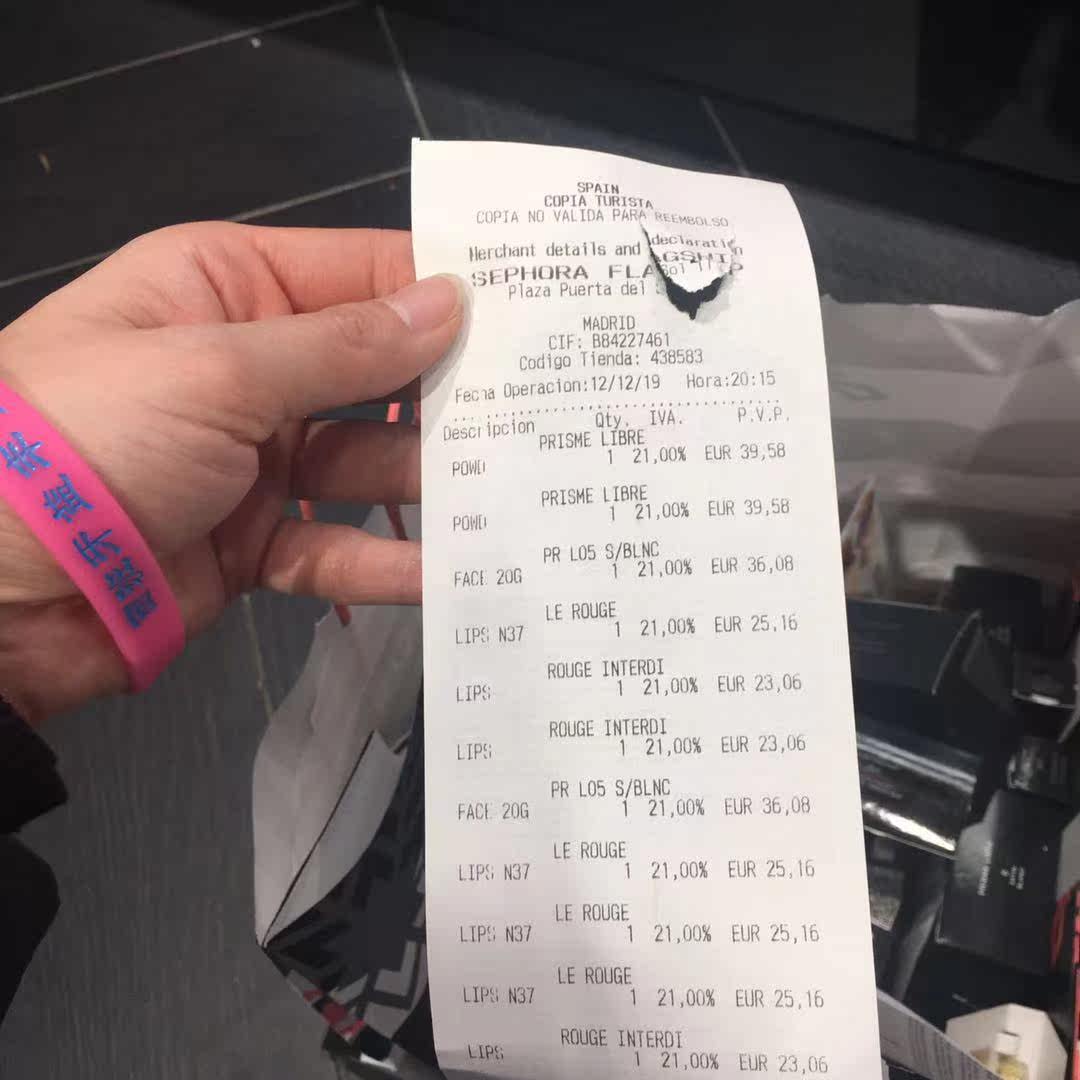 SPAIN
COPIA TURISTA
COPIA NO VALIDA PARA REEMBOLSO
Merchant details and declaration
SEPHORA FLAGSHIP
Plaza Puerta del Sol 11
MADRID
CIF: B84227461
Codigo Tienda: 438583
Fecha Operacion:12/12/19 Hora:20:15
Descripcion Qty. IVA. P.V.P.
PRISME LIBRE
POWD 1 21,00% EUR 39,58
PRISME LIBRE
POWD 1 21,00% EUR 39,58
PR L05 S/BLNC
FACE 20G 1 21,00% EUR 36,08
LE ROUGE
LIPS N37 1 21,00% EUR 25,16
ROUGE INTERDI
LIPS 1 21,00% EUR 23,06
ROUGE INTERDI
LIPS 1 21,00% EUR 23,06
PR L05 S/BLNC
FACE 20G 1 21,00% EUR 36,08
LE ROUGE
LIPS N37 1 21,00% EUR 25,16
LE ROUGE
LIPS N37 1 21,00% EUR 25,16
LE ROUGE
LIPS N37 1 21,00% EUR 25,16
ROUGE INTERDI
LIPS 1 21,00% EUR 23,06